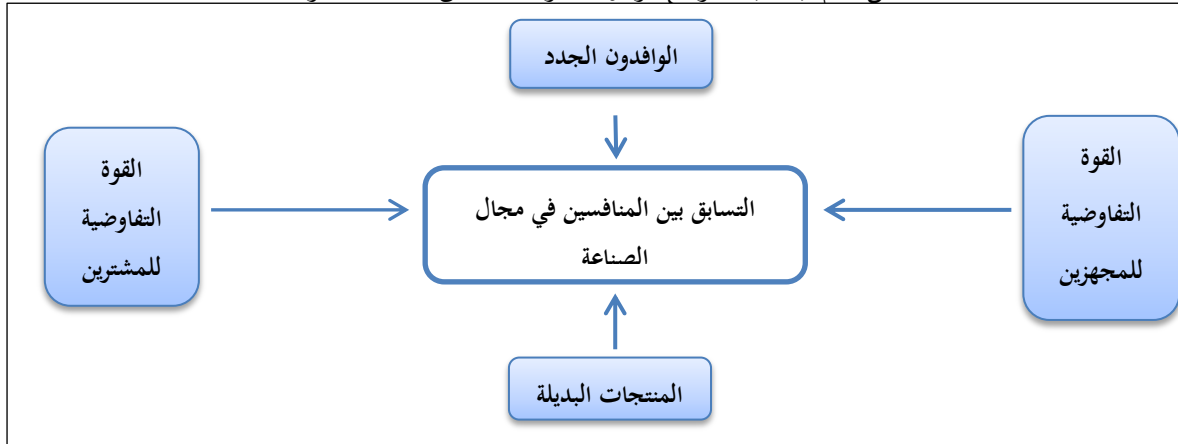 الوافدون الجدد
القوة
التفاوضية
للمجهزين
التسابق بين المنافسين في مجال
الصناعة
القوة
التفاوضية
للمشترين
المنتجات البديلة